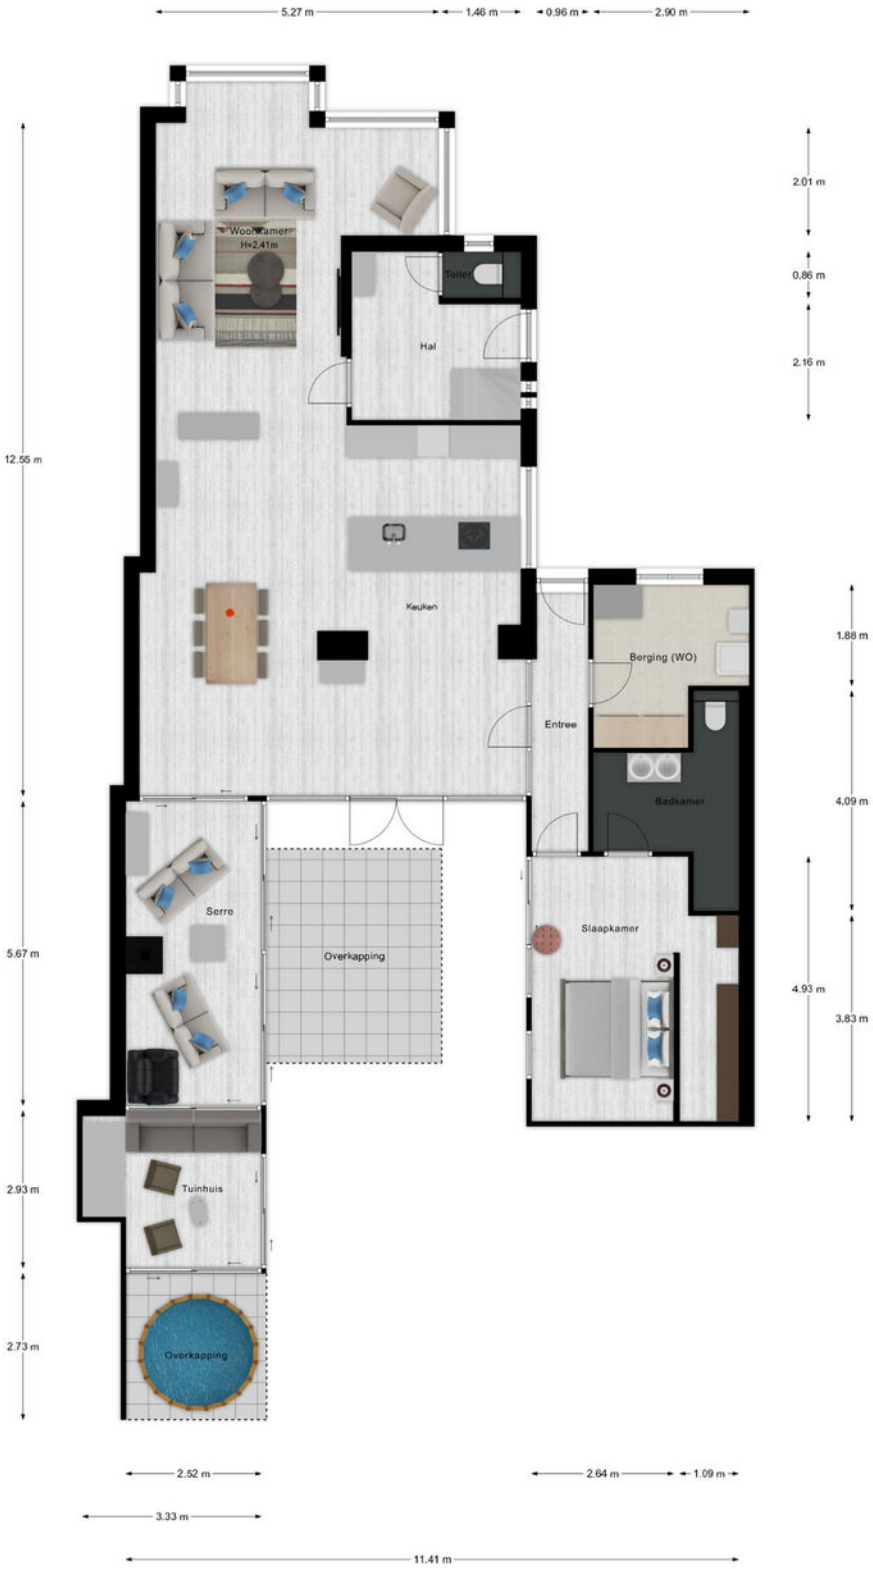 5.27 m
1.46 m
0.96 m
2.90 m
2.01 m
Woonkamer
H=2.41m
Toilet
0.86 m
Hal
2.16 m
12.55 m
Keuken
1.88 m
Berging (WO)
Entree
Badkamer
4.09 m
Serre
Slaapkamer
5.67 m
Overkapping
4.93 m
3.83 m
2.93 m
Tuinhuis
2.73 m
Overkapping
2.52 m
2.64 m
1.09 m
3.33 m
11.41 m